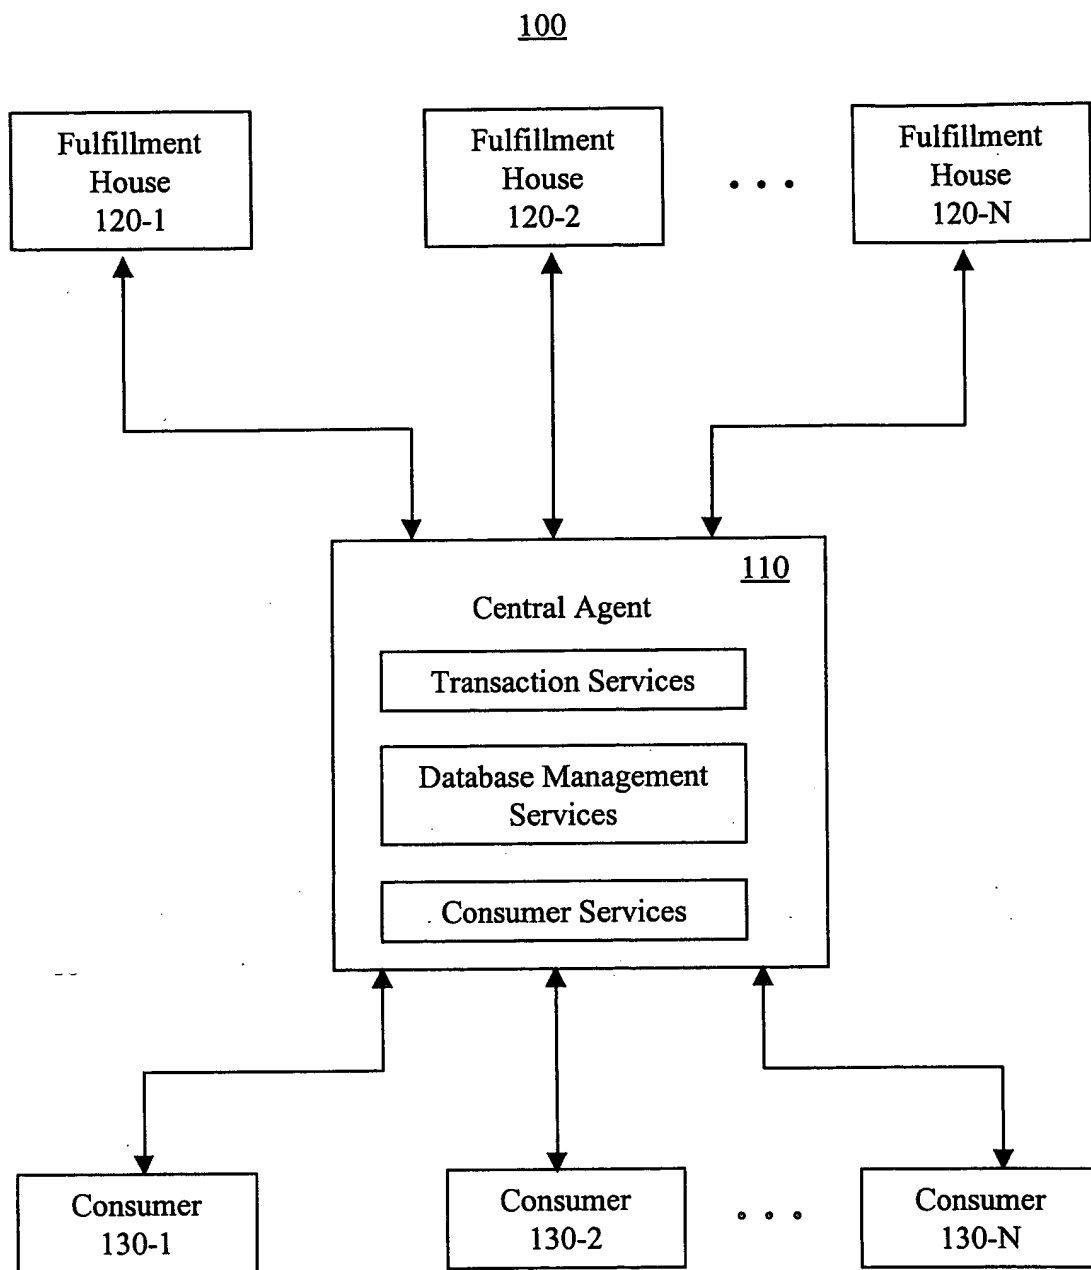 100
Fulfillment
House
120-1
Fulfillment
House
120-2
• • •
Fulfillment
House
120-N
110
Central Agent
Transaction Services
Database Management
Services
Consumer Services
Consumer
130-1
Consumer
130-2
• • •
Consumer
130-N